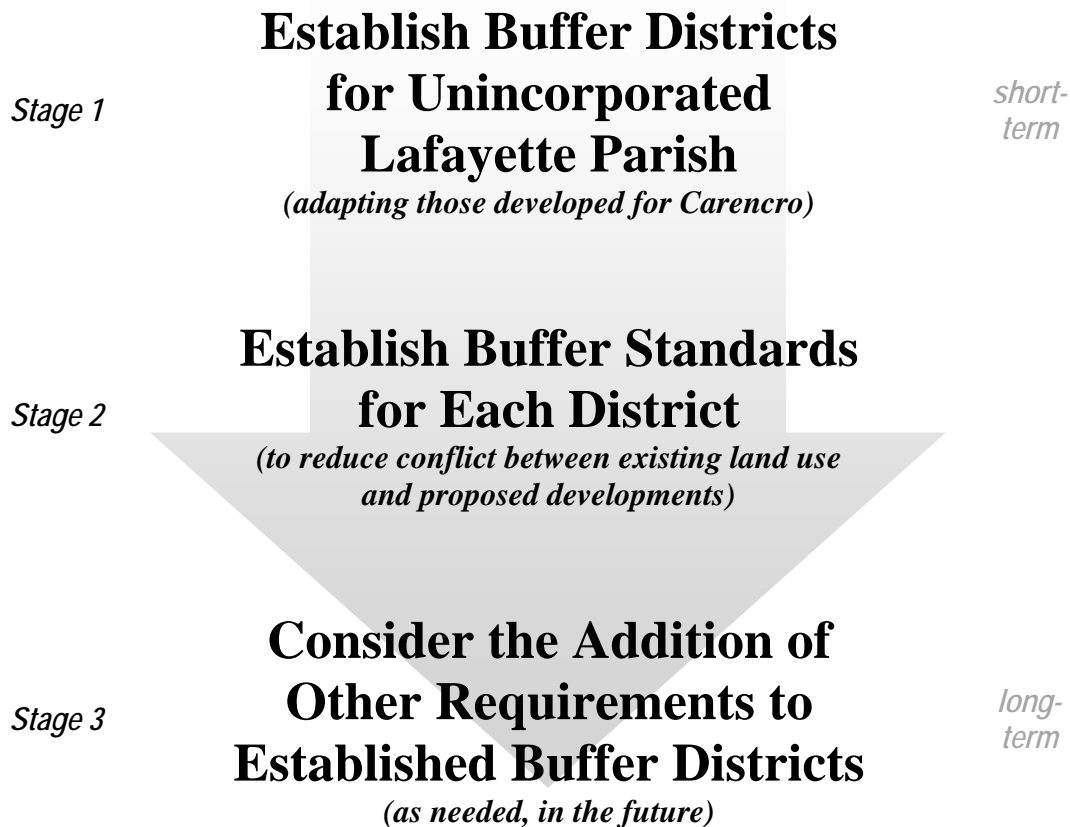 Establish Buffer Districts
for Unincorporated
Lafayette Parish
(adapting those developed for Carencro)
Stage 1
short-
term
Establish Buffer Standards
for Each District
(to reduce conflict between existing land use
and proposed developments)
Stage 2
Consider the Addition of
Other Requirements to
Established Buffer Districts
(as needed, in the future)
Stage 3
long-
term